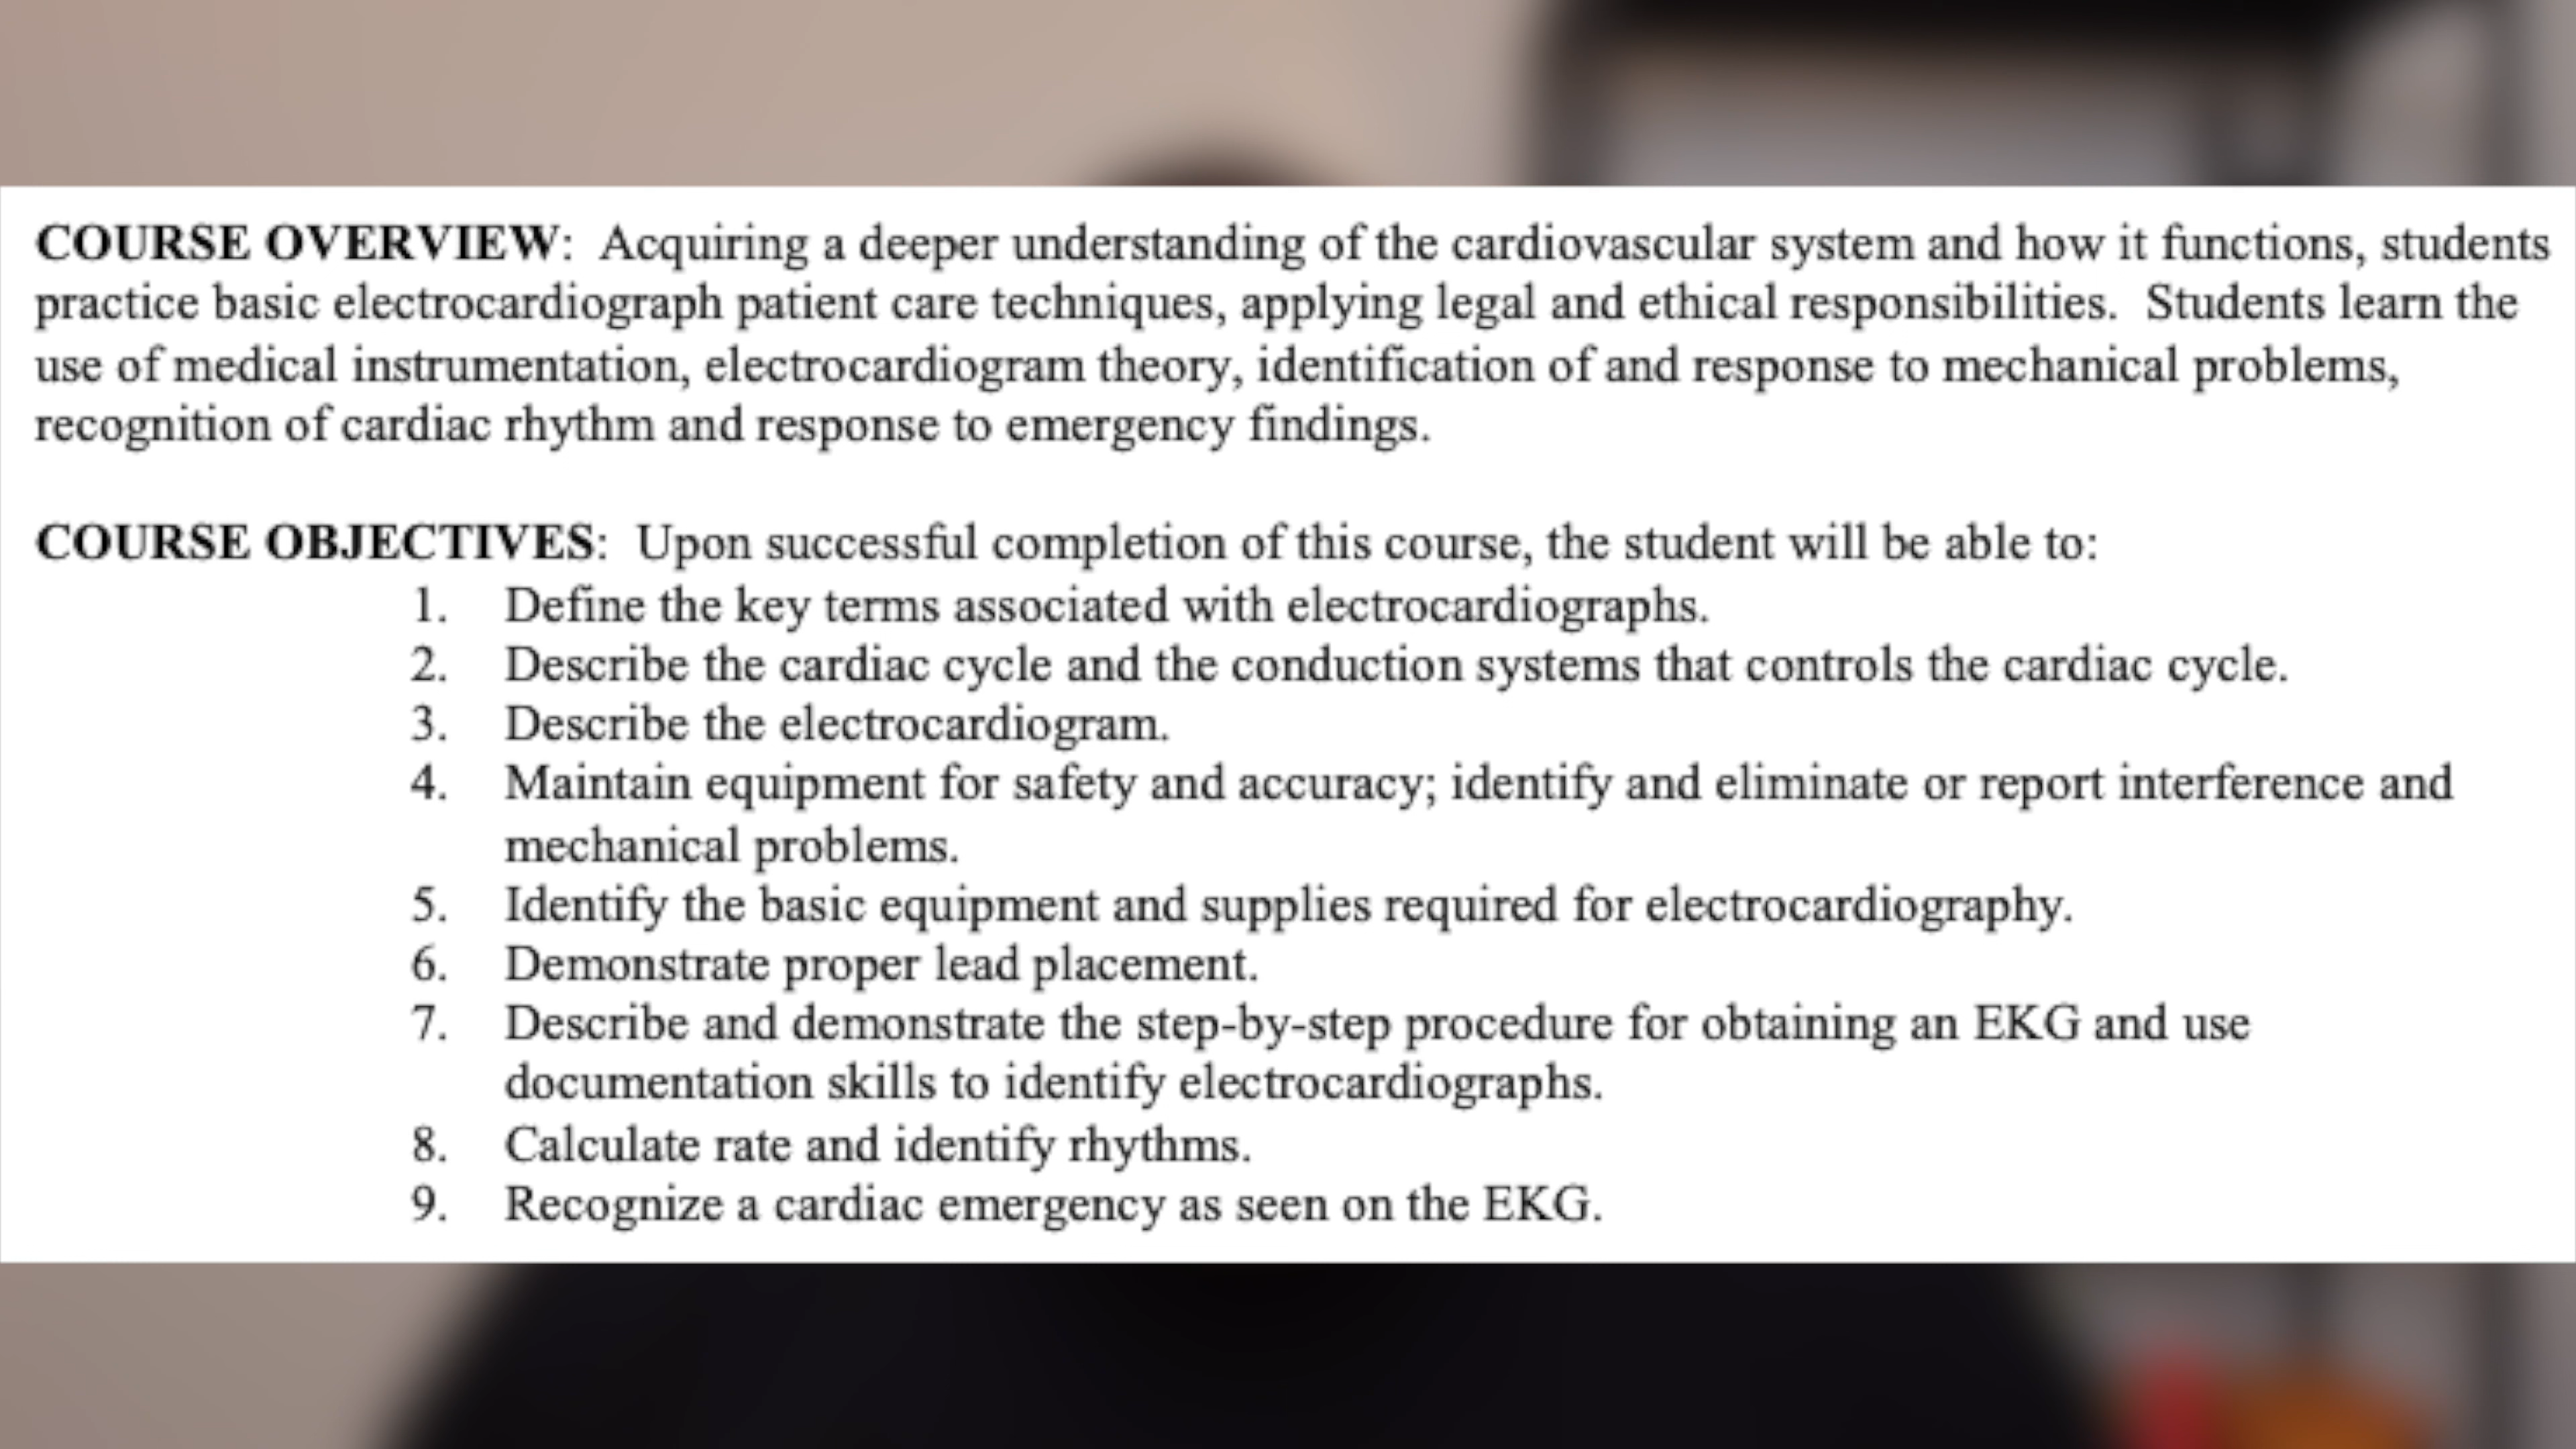 COURSE OVERVIEW: Acquiring a deeper understanding of the cardiovascular system and how it functions, students
practice basic electrocardiograph patient care techniques, applying legal and ethical responsibilities. Students learn the
use of medical instrumentation, electrocardiogram theory, identification of and response to mechanical problems,
recognition of cardiac rhythm and response to emergency findings.
COURSE OBJECTIVES: Upon successful completion of this course, the student will be able to:
1. Define the key terms associated with electrocardiographs.
2. Describe the cardiac cycle and the conduction systems that controls the cardiac cycle.
3. Describe the electrocardiogram.
4. Maintain equipment for safety and accuracy; identify and eliminate or report interference and
mechanical problems.
5. Identify the basic equipment and supplies required for electrocardiography.
6. Demonstrate proper lead placement.
7. Describe and demonstrate the step-by-step procedure for obtaining an EKG and use
documentation skills to identify electrocardiographs.
8. Calculate rate and identify rhythms.
9. Recognize a cardiac emergency as seen on the EKG.